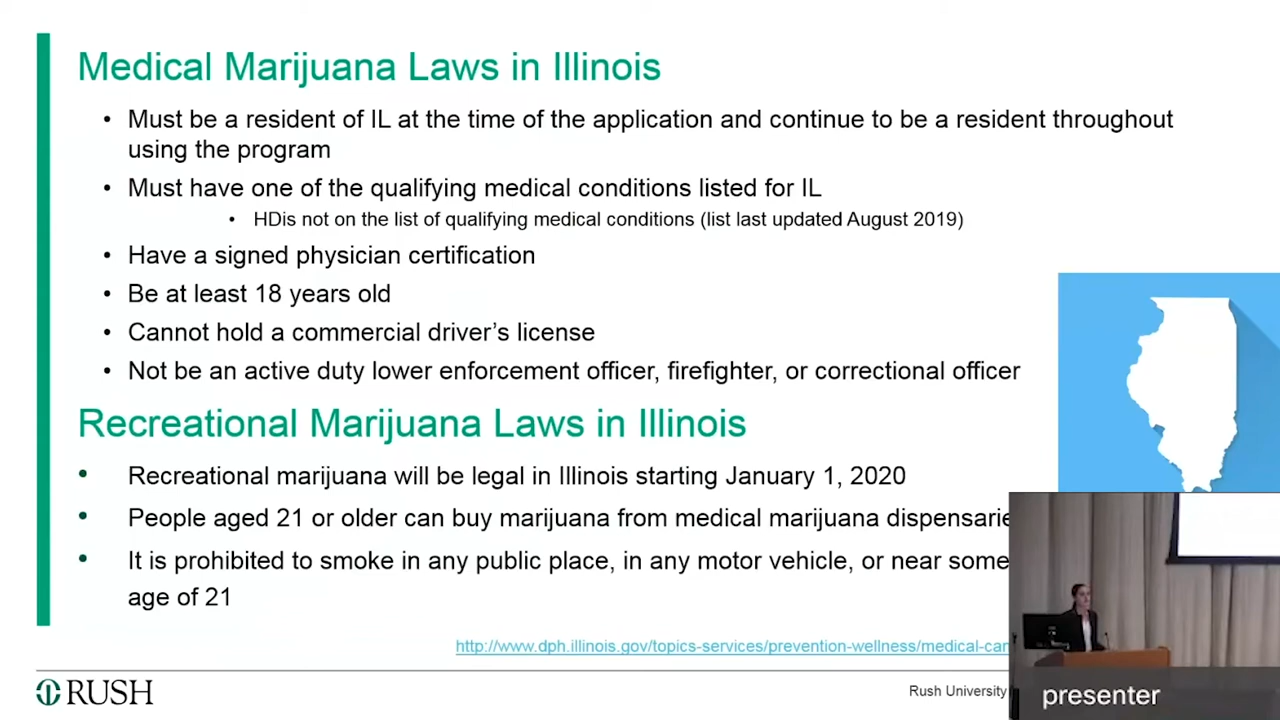 Medical Marijuana Laws in Illinois
• Must be a resident of IL at the time of the application and continue to be a resident throughout
using the program
• Must have one of the qualifying medical conditions listed for IL
• HDis not on the list of qualifying medical conditions (list last updated August 2019)
• Have a signed physician certification
• Be at least 18 years old
• Cannot hold a commercial driver’s license
• Not be an active duty lower enforcement officer, firefighter, or correctional officer
Recreational Marijuana Laws in Illinois
• Recreational marijuana will be legal in Illinois starting January 1, 2020
• People aged 21 or older can buy marijuana from medical marijuana dispensarie
• It is prohibited to smoke in any public place, in any motor vehicle, or near some
age of 21
http://www.dph.illinois.gov/topics-services/prevention-wellness/medical-can
RUSH
Rush University
presenter